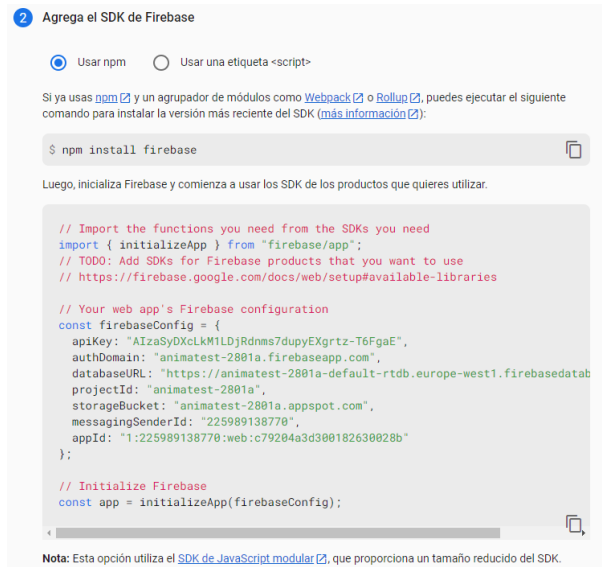 2 Agrega el SDK de Firebase
Usar npm Usar una etiqueta <script>
Si ya usas npm y un agrupador de módulos como Webpack o Rollup, puedes ejecutar el siguiente
comando para instalar la versión más reciente del SDK (más información):
$ npm install firebase
Luego, inicializa Firebase y comienza a usar los SDK de los productos que quieres utilizar.
// Import the functions you need from the SDKs you need
import { initializeApp } from "firebase/app";
// TODO: Add SDKs for Firebase products that you want to use
// https://firebase.google.com/docs/web/setup#available-libraries
// Your web app's Firebase configuration
const firebaseConfig = {
apiKey: "AIzaSyDXcLkM1LDjRdnms7dupyEXgrtz-T6FgaE",
authDomain: "animatest-2801a.firebaseapp.com",
databaseURL: "https://animatest-2801a-default-rtdb.europe-west1.firebasedatab
projectId: "animatest-2801a",
storageBucket: "animatest-2801a.appspot.com",
messagingSenderId: "225989138770",
appId: "1:225989138770:web:c79204a3d300182630028b"
};
// Initialize Firebase
const app = initializeApp(firebaseConfig);
Nota: Esta opción utiliza el SDK de JavaScript modular, que proporciona un tamaño reducido del SDK.